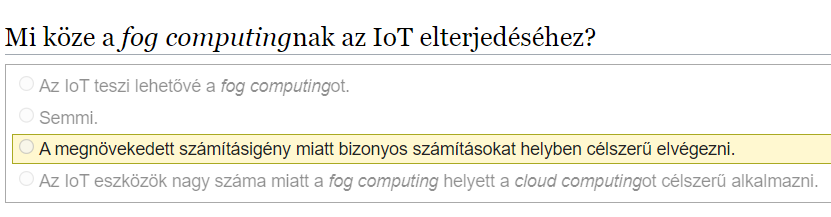 Mi köze a fog computingnak az IoT elterjedéséhez?
Az IoT teszi lehetővé a fog computingot.
Semmi.
A megnövekedett számításigény miatt bizonyos számításokat helyben célszerű elvégezni.
Az IoT eszközök nagy száma miatt a fog computing helyett a cloud computingot célszerű alkalmazni.